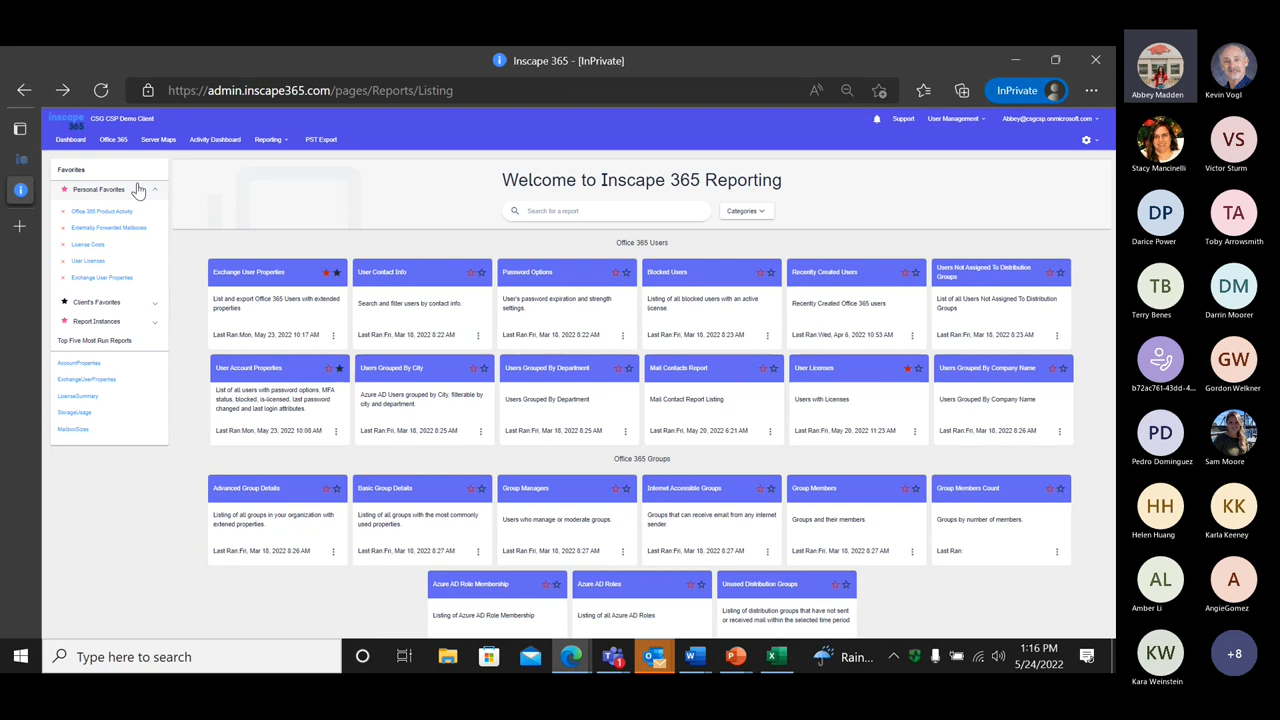 Inscape 365 - [InPrivate]
https://admin.inscape365.com/pages/Reports/Listing
InPrivate
inscape
365
CSG CSP Demo Client
Support
User Management
Abbey@csgcsp.onmicrosoft.com
Dashboard
Office 365
Server Maps
Activity Dashboard
Reporting
PST Export
Favorites
Personal Favorites
Office 365 Product Activity
Externally Forwarded Mailboxes
License Costs
User Licenses
Exchange User Properties
Client's Favorites
Report Instances
Top Five Most Run Reports
AccountProperties
ExchangeUserProperties
LicenseSummary
StorageUsage
MailboxSizes
Welcome to Inscape 365 Reporting
Search for a report
Categories
Office 365 Users
Exchange User Properties
List and export Office 365 Users with extended
properties
Last Ran:Mon, May 23, 2022 10:17 AM
User Contact Info
Search and filter users by contact info.
Last Ran:Fri, Mar 18, 2022 8:22 AM
Password Options
User's password expiration and strength
settings.
Last Ran:Fri, Mar 18, 2022 8:22 AM
Blocked Users
Listing of all blocked users with an active
license.
Last Ran:Fri, Mar 18, 2022 8:23 AM
Recently Created Users
Recently Created Office 365 users
Last Ran:Wed, Apr 6, 2022 10:53 AM
Users Not Assigned To Distribution
Groups
List of all Users Not Assigned To Distribution
Groups
Last Ran:Fri, Mar 18, 2022 8:23 AM
User Account Properties
List of all users with password options, MFA
status, blocked, is-licensed, last password
changed and last login attributes.
Last Ran:Mon, May 23, 2022 10:08 AM
Users Grouped By City
Azure AD Users grouped by City, filterable by
city and department.
Last Ran:Fri, Mar 18, 2022 8:25 AM
Users Grouped By Department
Users Grouped By Department
Last Ran:Fri, Mar 18, 2022 8:25 AM
Mail Contacts Report
Mail Contact Report Listing
Last Ran:Fri, May 20, 2022 6:21 AM
User Licenses
Users with Licenses
Last Ran:Fri, May 20, 2022 11:23 AM
Users Grouped By Company Name
Users Grouped By Company Name
Last Ran:Fri, Mar 18, 2022 8:26 AM
Office 365 Groups
Advanced Group Details
Listing of all groups in your organization with
extened properties.
Last Ran:Fri, Mar 18, 2022 8:26 AM
Basic Group Details
Listing of all groups with the most commonly
used properties.
Last Ran:Fri, Mar 18, 2022 8:27 AM
Group Managers
Users who manage or moderate groups.
Last Ran:Fri, Mar 18, 2022 8:27 AM
Internet Accessible Groups
Groups that can receive email from any internet
sender.
Last Ran:Fri, Mar 18, 2022 8:27 AM
Group Members
Groups and their members.
Last Ran:Fri, Mar 18, 2022 8:27 AM
Group Members Count
Groups by number of members.
Last Ran:
Azure AD Role Membership
Listing of Azure AD Role Membership
Azure AD Roles
Listing of all Azure AD Roles
Unused Distribution Groups
Listing of distribution groups that have not sent
or received mail within the selected time period
Type here to search
Rain...
1:16 PM
5/24/2022
Abbey Madden
Kevin Vogl
Stacy Mancinelli
VS
Victor Sturm
DP
Darice Power
TA
Toby Arrowsmith
TB
Terry Benes
DM
Darrin Moorer
b72ac761-43dd-4...
GW
Gordon Welkner
PD
Pedro Dominguez
Sam Moore
HH
Helen Huang
KK
Karla Keeney
AL
Amber Li
A
AngieGomez
KW
Kara Weinstein
+8